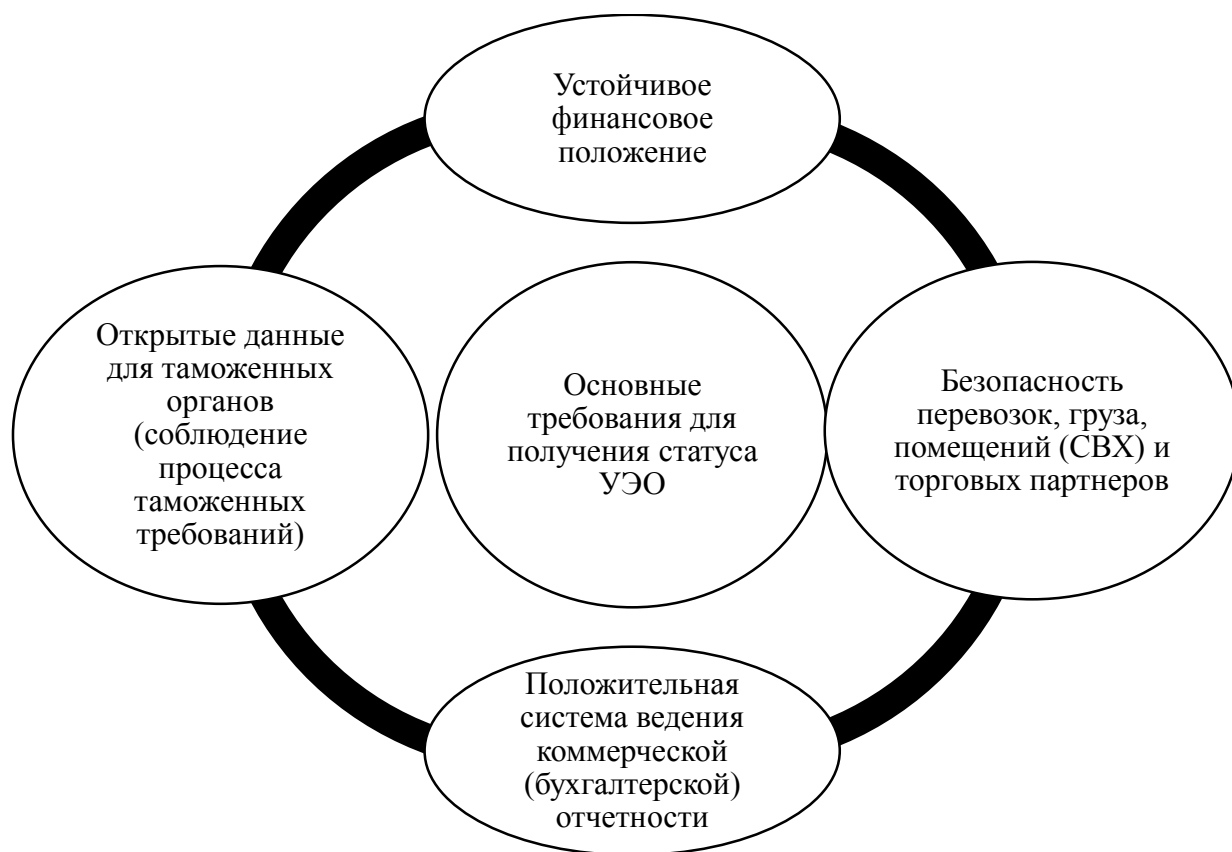 Устойчивое
финансовое
положение
Открытые данные
для таможенных
органов
(соблюдение
процесса
таможенных
требований)
Основные
требования для
получения статуса
УЭО
Безопасность
перевозок, груза,
помещений (СВХ) и
торговых партнеров
Положительная
система ведения
коммерческой
(бухгалтерской)
отчетности